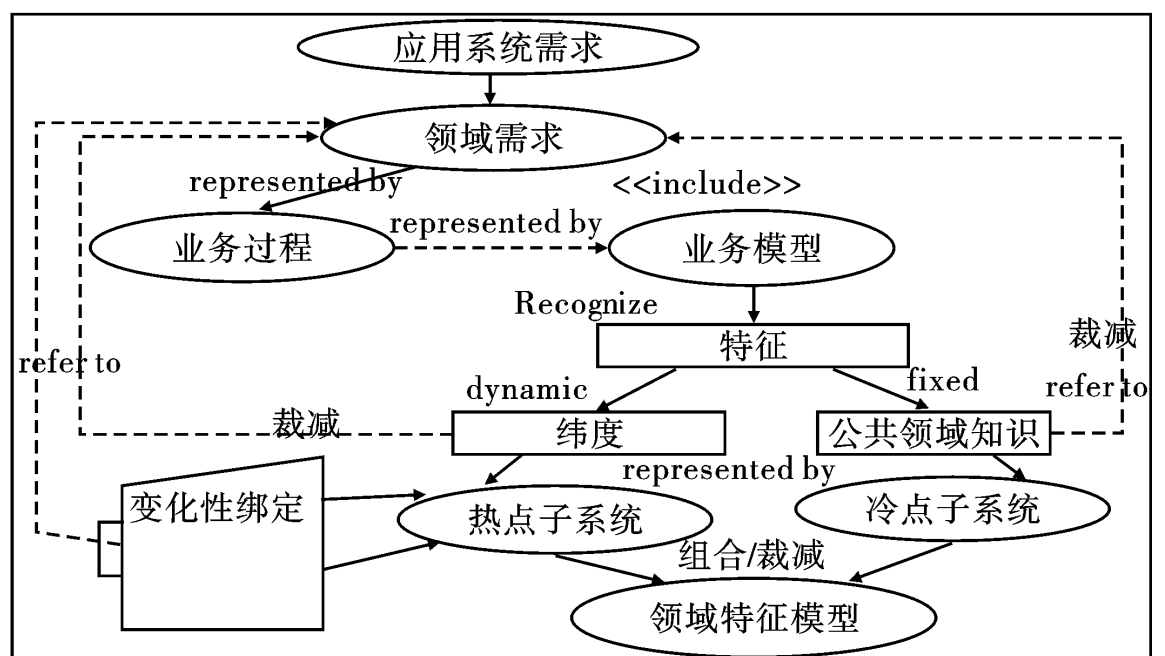 应用系统需求
领域需求
represented by
<<include>>
业务过程
represented by
业务模型
Recognize
特征
裁减
refer to
dynamic
fixed
refer to
裁减
纬度
公共领域知识
represented by
变化性绑定
热点子系统
冷点子系统
组合/裁减
领域特征模型